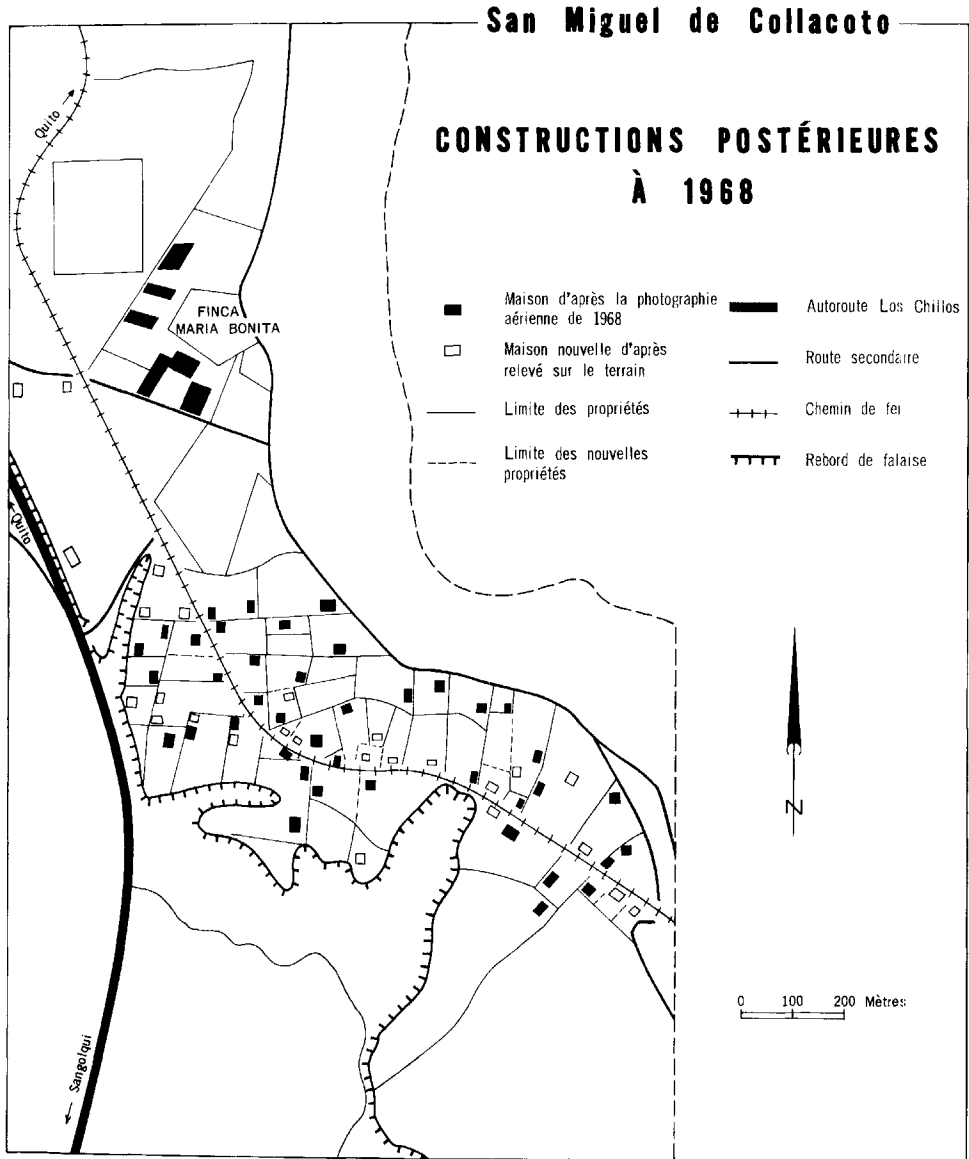 San Miguel de Collacoto
CONSTRUCTIONS POSTÉRIEURES
À 1968
Maison d'après la photographie
aérienne de 1968
Maison nouvelle d'après
relevé sur le terrain
Limite des propriétés
Limite des nouvelles
propriétés
Autoroute Los Chillos
Route secondaire
Chemin de fer
Rebord de falaise
Quito
FINCA
MARIA BONITA
Quito
Sangolqui
N
0 100 200 Mètres